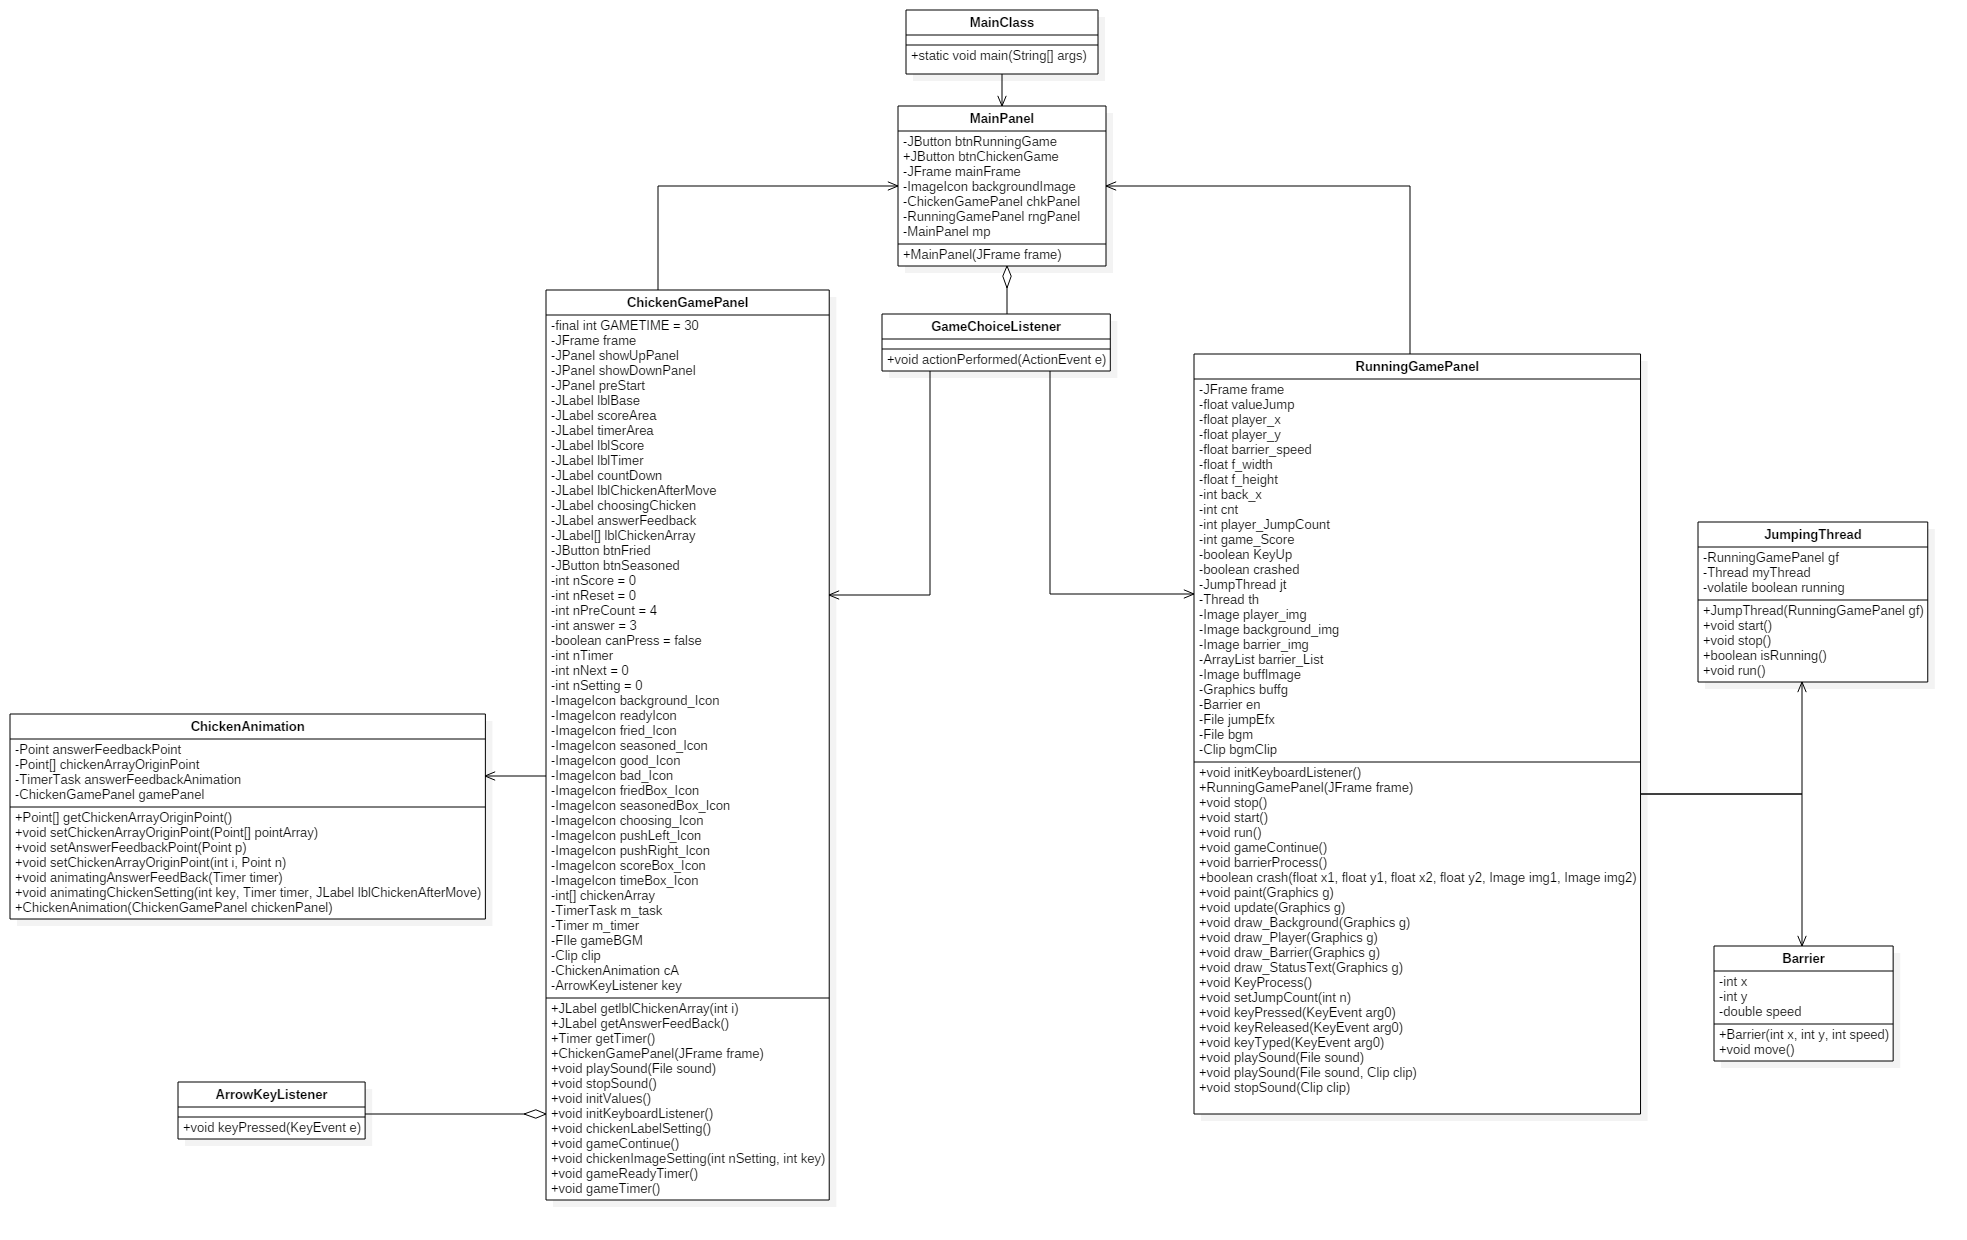 MainClass
+static void main(String[] args)
MainPanel
-JButton btnRunningGame
+JButton btnChickenGame
-JFrame mainFrame
-ImageIcon backgroundImage
-ChickenGamePanel chkPanel
-RunningGamePanel rngPanel
-MainPanel mp
+MainPanel(JFrame frame)
ChickenGamePanel
-final int GAMETIME = 30
-JFrame frame
-JPanel showUpPanel
-JPanel showDownPanel
-JPanel preStart
-JLabel lblBase
-JLabel scoreArea
-JLabel timerArea
-JLabel lblScore
-JLabel lblTimer
-JLabel countDown
-JLabel lblChickenAfterMove
-JLabel choosingChicken
-JLabel answerFeedback
-JLabel[] lblChickenArray
-JButton btnFried
-JButton btnSeasoned
-int nScore = 0
-int nReset = 0
-int nPreCount = 4
-int answer = 3
-boolean canPress = false
-int nTimer
-int nNext = 0
-int nSetting = 0
-ImageIcon background_Icon
-ImageIcon readyIcon
-ImageIcon fried_Icon
-ImageIcon seasoned_Icon
-ImageIcon good_Icon
-ImageIcon bad_Icon
-ImageIcon friedBox_Icon
-ImageIcon seasonedBox_Icon
-ImageIcon choosing_Icon
-ImageIcon pushLeft_Icon
-ImageIcon pushRight_Icon
-ImageIcon scoreBox_Icon
-ImageIcon timeBox_Icon
-int[] chickenArray
-TimerTask m_task
-Timer m_timer
-FIle gameBGM
-Clip clip
-ChickenAnimation cA
-ArrowKeyListener key
+JLabel getlblChickenArray(int i)
+JLabel getAnswerFeedBack()
+Timer getTimer()
+ChickenGamePanel(JFrame frame)
+void playSound(File sound)
+void stopSound()
+void initValues()
+void initKeyboardListener()
+void chickenLabelSetting()
+void gameContinue()
+void chickenImageSetting(int nSetting, int key)
+void gameReadyTimer()
+void gameTimer()
GameChoiceListener
+void actionPerformed(ActionEvent e)
RunningGamePanel
-JFrame frame
-float valueJump
-float player_x
-float player_y
-float barrier_speed
-float f_width
-float f_height
-int back_x
-int cnt
-int player_JumpCount
-int game_Score
-boolean KeyUp
-boolean crashed
-JumpThread jt
-Thread th
-Image player_img
-Image background_img
-Image barrier_img
-ArrayList barrier_List
-Image buffImage
-Graphics buffg
-Barrier en
-File jumpEfx
-File bgm
-Clip bgmClip
+void initKeyboardListener()
+RunningGamePanel(JFrame frame)
+void stop()
+void start()
+void run()
+void gameContinue()
+void barrierProcess()
+boolean crash(float x1, float y1, float x2, float y2, Image img1, Image img2)
+void paint(Graphics g)
+void update(Graphics g)
+void draw_Background(Graphics g)
+void draw_Player(Graphics g)
+void draw_Barrier(Graphics g)
+void draw_StatusText(Graphics g)
+void KeyProcess()
+void setJumpCount(int n)
+void keyPressed(KeyEvent arg0)
+void keyReleased(KeyEvent arg0)
+void keyTyped(KeyEvent arg0)
+void playSound(File sound)
+void playSound(File sound, Clip clip)
+void stopSound(Clip clip)
JumpingThread
-RunningGamePanel gf
-Thread myThread
-volatile boolean running
+JumpThread(RunningGamePanel gf)
+void start()
+void stop()
+boolean isRunning()
+void run()
ChickenAnimation
-Point answerFeedbackPoint
-Point[] chickenArrayOriginPoint
-TimerTask answerFeedbackAnimation
-ChickenGamePanel gamePanel
+Point[] getChickenArrayOriginPoint()
+void setChickenArrayOriginPoint(Point[] pointArray)
+void setAnswerFeedbackPoint(Point p)
+void setChickenArrayOriginPoint(int i, Point n)
+void animatingAnswerFeedBack(Timer timer)
+void animatingChickenSetting(int key, Timer timer, JLabel lblChickenAfterMove)
+ChickenAnimation(ChickenGamePanel chickenPanel)
Barrier
-int x
-int y
-double speed
+Barrier(int x, int y, int speed)
+void move()
ArrowKeyListener
+void keyPressed(KeyEvent e)